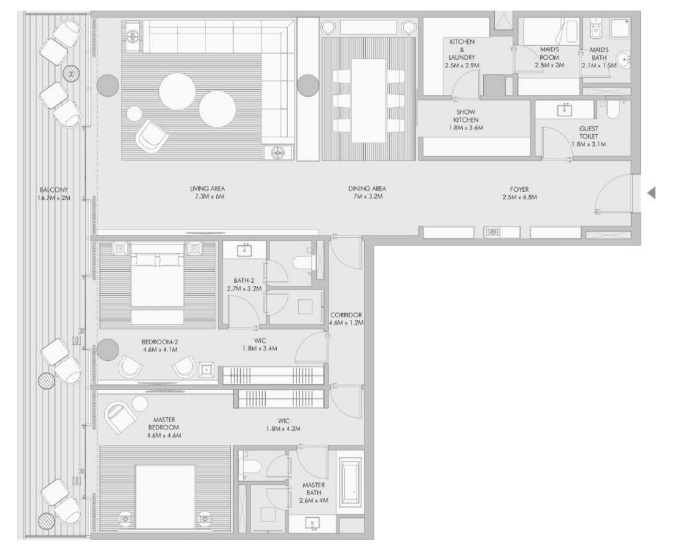 KITCHEN
&
LAUNDRY
2.5M x 2.9M
MAID'S
ROOM
2.5M x 2M
MAID'S
BATH
2.1M x 1.5M
SHOW
KITCHEN
1.8M x 3.6M
GUEST
TOILET
1.8M x 3.1M
BALCONY
16.7M x 2M
LIVING AREA
7.3M x 6M
DINING AREA
7M x 3.2M
FOYER
2.5M x 6.8M
BATH-2
2.7M x 3.2M
CORRIDOR
4.6M x 1.2M
BEDROOM-2
4.6M x 4.1M
WIC
1.8M x 3.4M
MASTER
BEDROOM
4.6M x 4.6M
WIC
1.8M x 4.2M
MASTER
BATH
2.6M x 4M